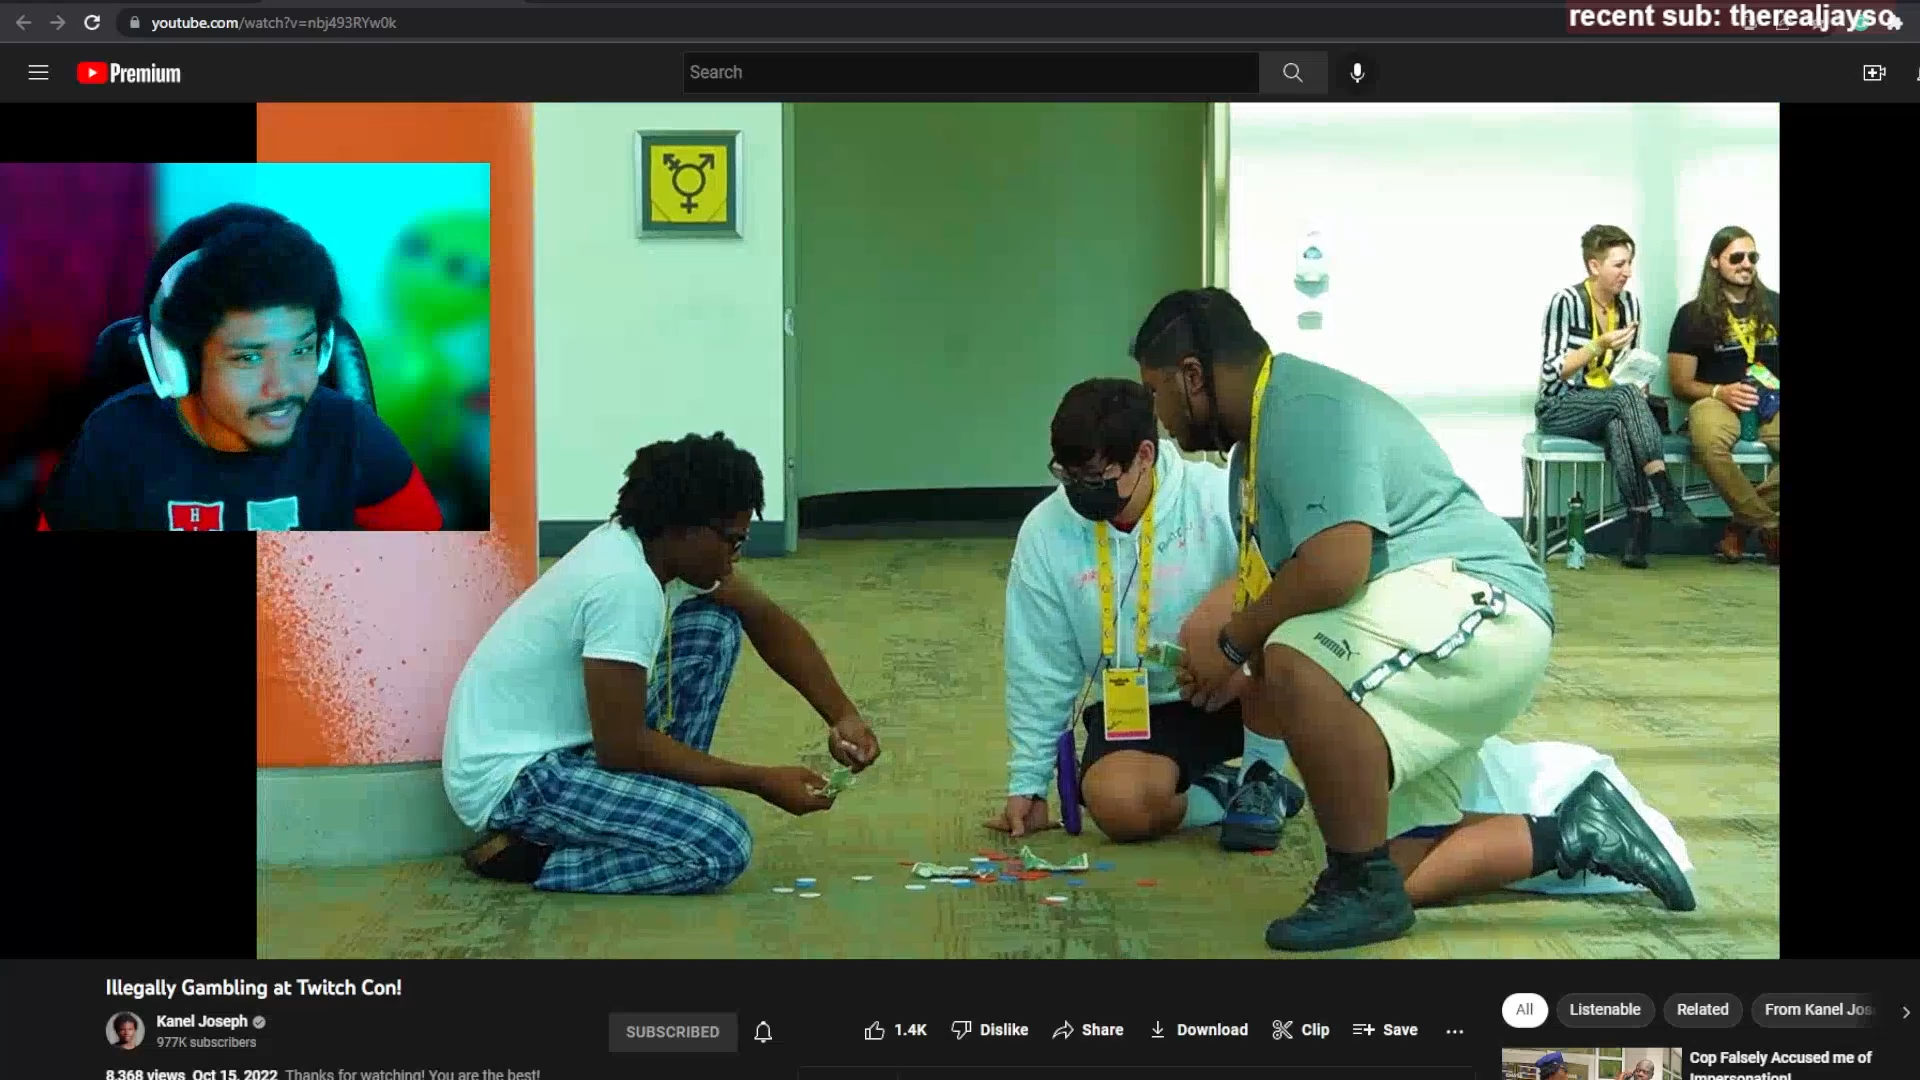 youtube.com/watch?v=nbj493RYw0k
recent sub: therealjayso
Premium
Search
H
PUMA
Illegally Gambling at Twitch Con!
Kanel Joseph
977K subscribers
SUBSCRIBED
1.4K
Dislike
Share
Download
Clip
Save
All
Listenable
Related
From Kanel Jos
8,368 views Oct 15, 2022 Thanks for watching! You are the best!
Cop Falsely Accused me of
Impersonation!